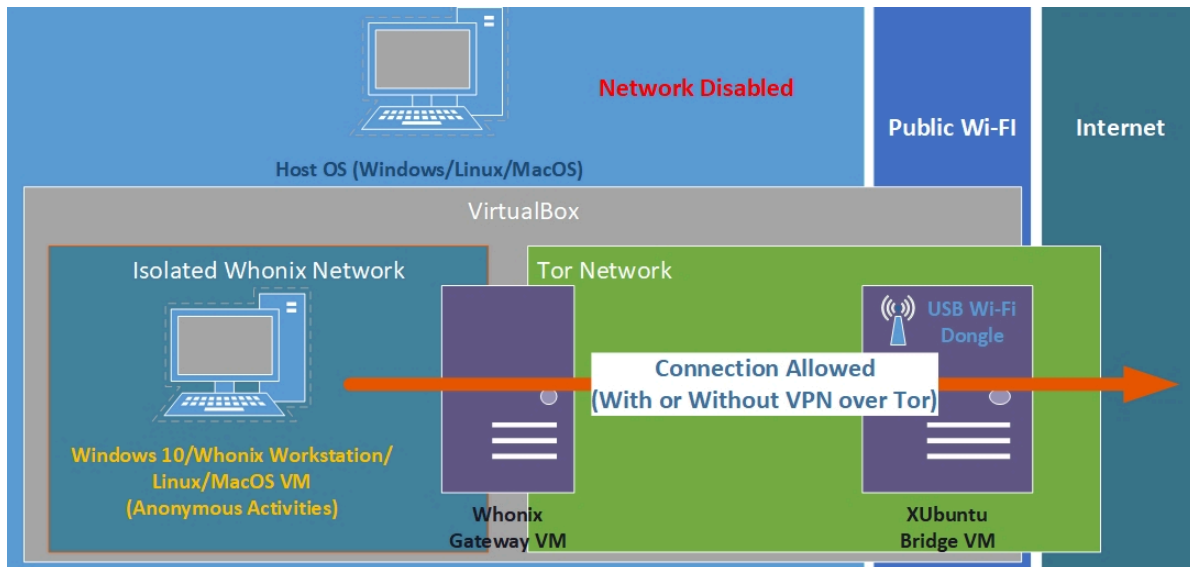 Network Disabled
Public Wi-FI
Internet
Host OS (Windows/Linux/MacOS)
VirtualBox
Isolated Whonix Network
Tor Network
USB Wi-Fi
Dongle
Connection Allowed
(With or Without VPN over Tor)
Windows 10/Whonix Workstation/
Linux/MacOS VM
(Anonymous Activities)
Whonix
Gateway VM
XUbuntu
Bridge VM